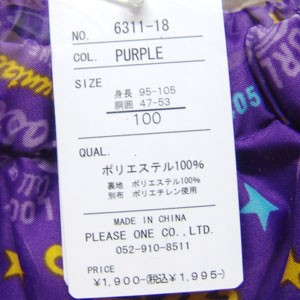 NO. 6311-18
COL. PURPLE
SIZE
身長 95-105
胴囲 47-53
100
QUAL.
ポリエステル100%
裏地 ポリエステル100%
別布 ポリエチレン使用
MADE IN CHINA
PLEASE ONE CO.,LTD.
052-910-8511
PRICE
¥1,900-(税込¥1,995-)